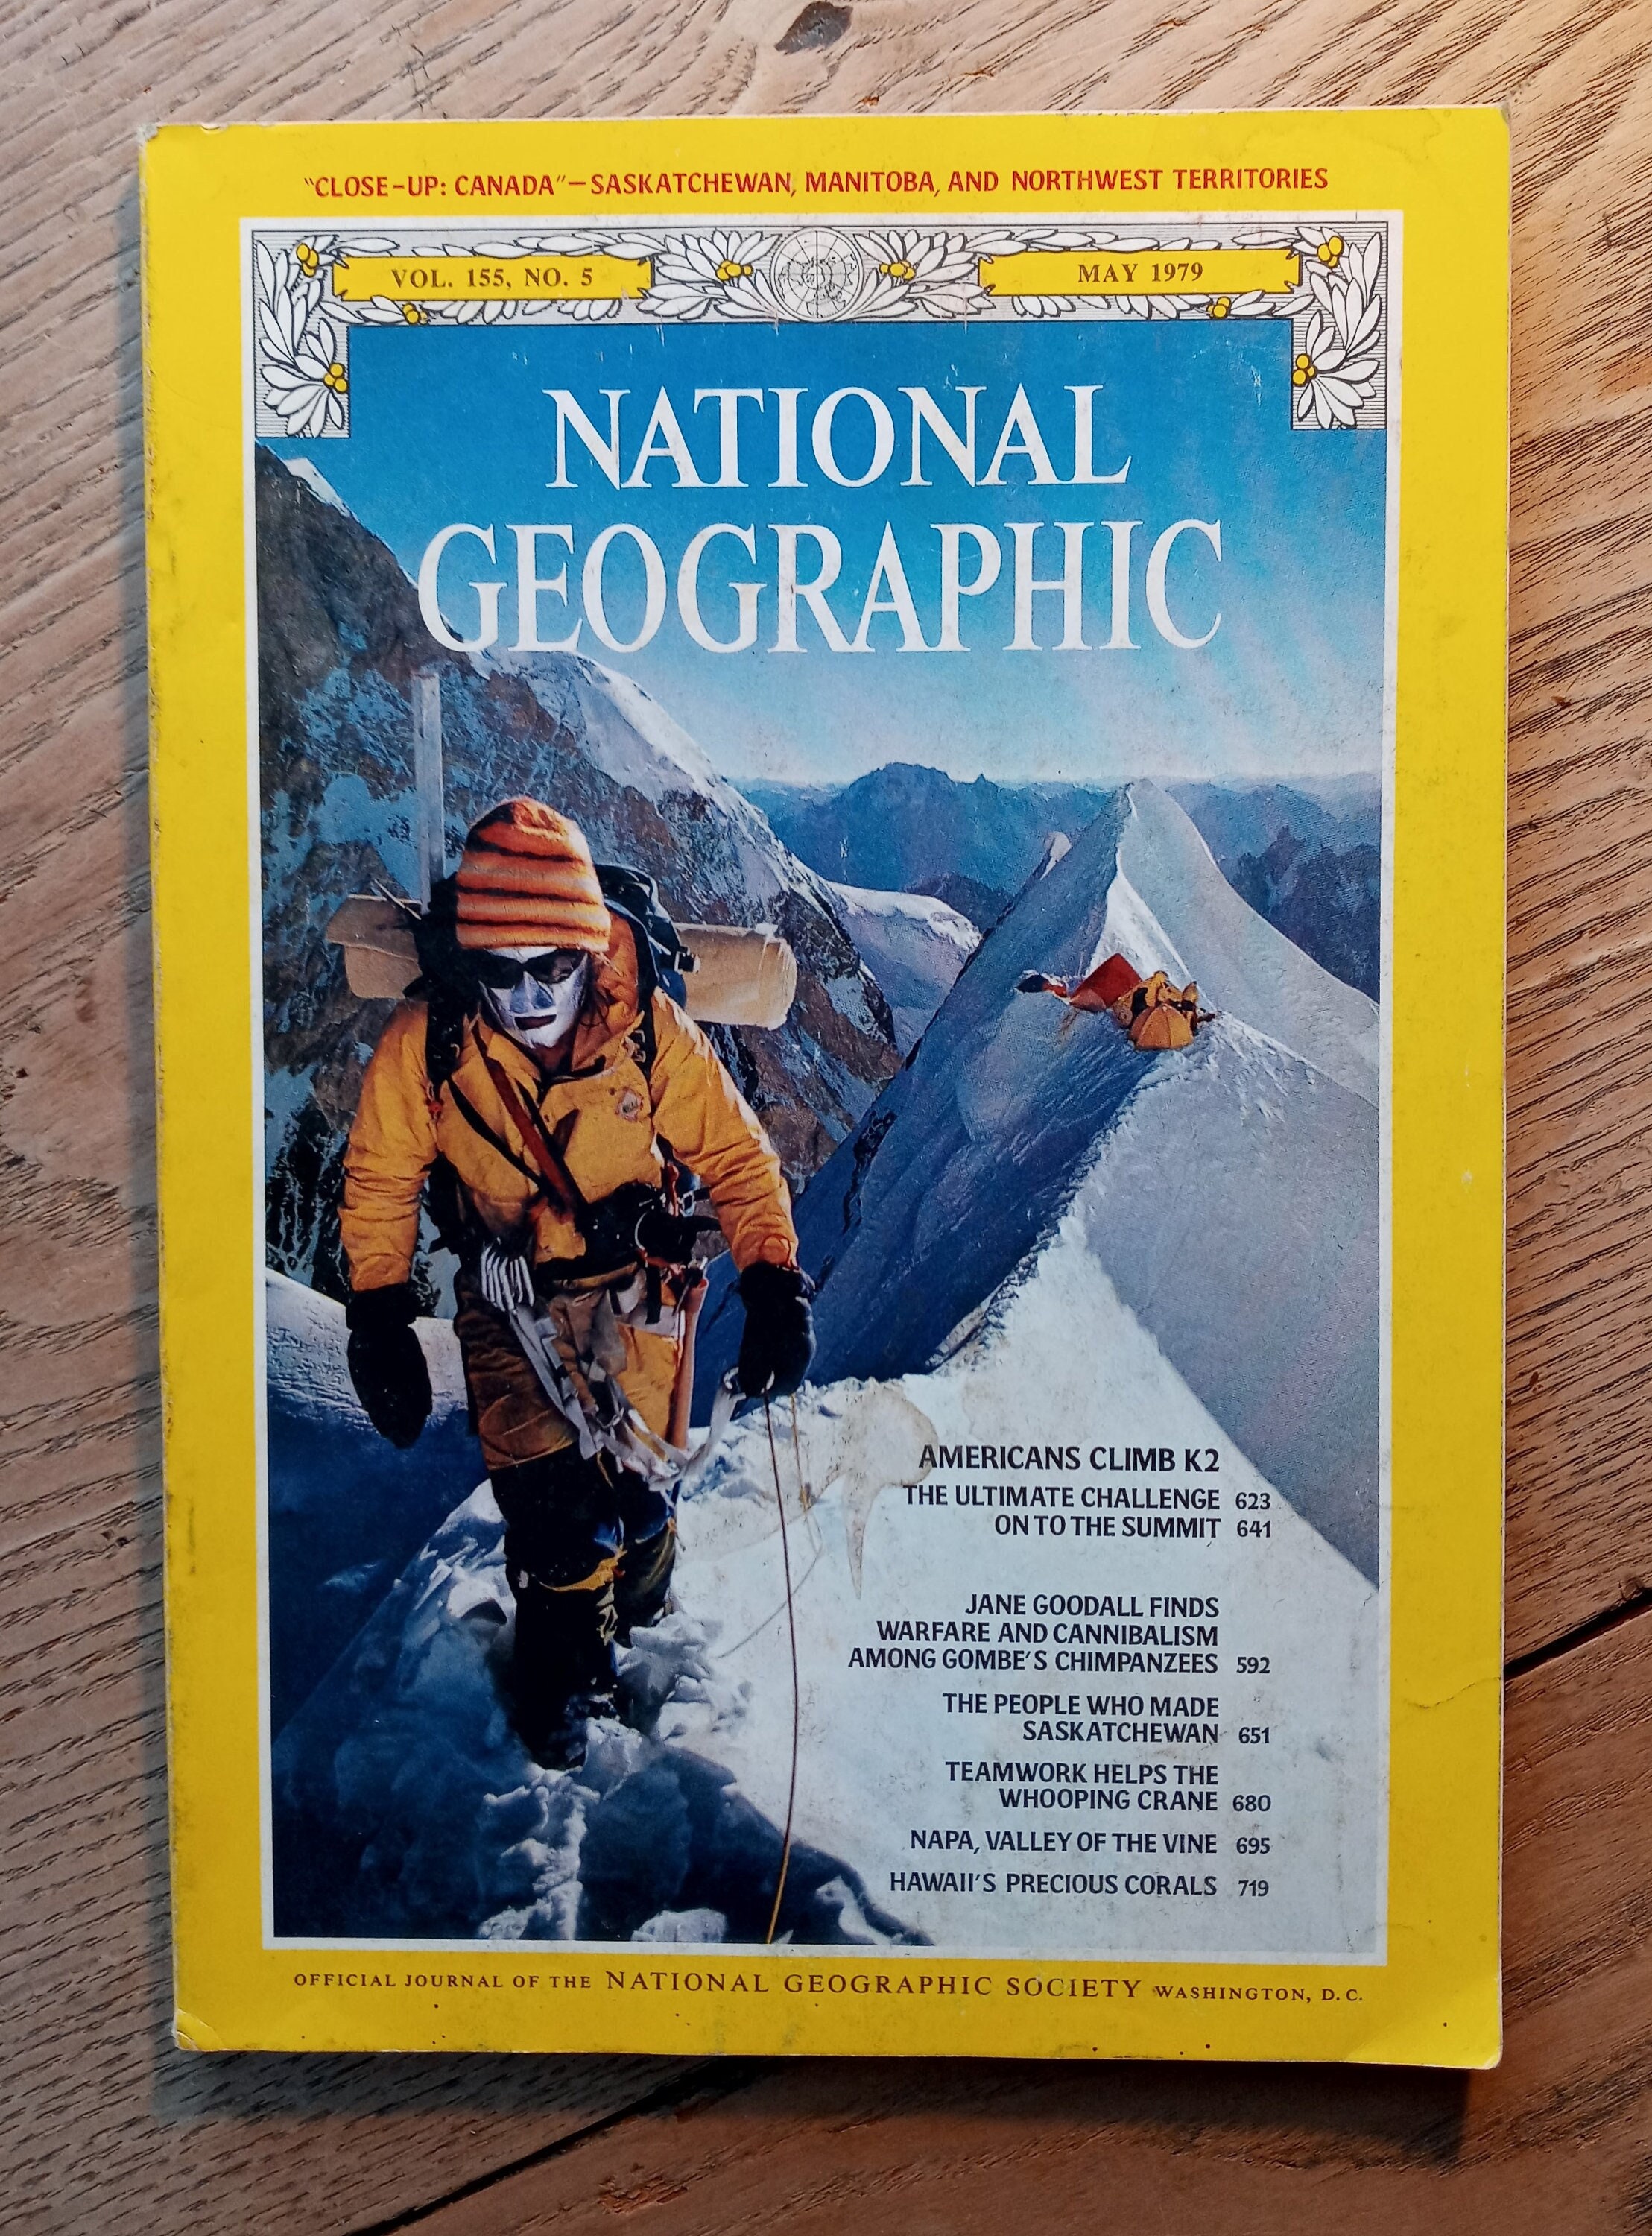 "CLOSE-UP: CANADA"—SASKATCHEWAN, MANITOBA, AND NORTHWEST TERRITORIES
VOL. 155, NO. 5
MAY 1979
NATIONAL
GEOGRAPHIC
AMERICANS CLIMB K2
THE ULTIMATE CHALLENGE 623
ON TO THE SUMMIT 641
JANE GOODALL FINDS
WARFARE AND CANNIBALISM
AMONG GOMBE'S CHIMPANZEES 592
THE PEOPLE WHO MADE
SASKATCHEWAN 651
TEAMWORK HELPS THE
WHOOPING CRANE 680
NAPA, VALLEY OF THE VINE 695
HAWAII'S PRECIOUS CORALS 719
OFFICIAL JOURNAL OF THE NATIONAL GEOGRAPHIC SOCIETY WASHINGTON, D.C.